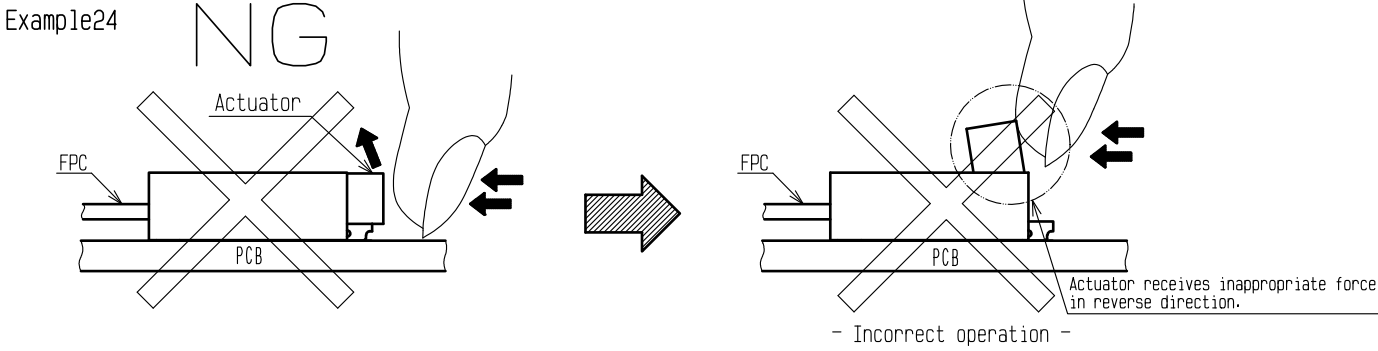 Example24
NG
Actuator
FPC
PCB
FPC
PCB
Actuator receives inappropriate force
in reverse direction.
- Incorrect operation -